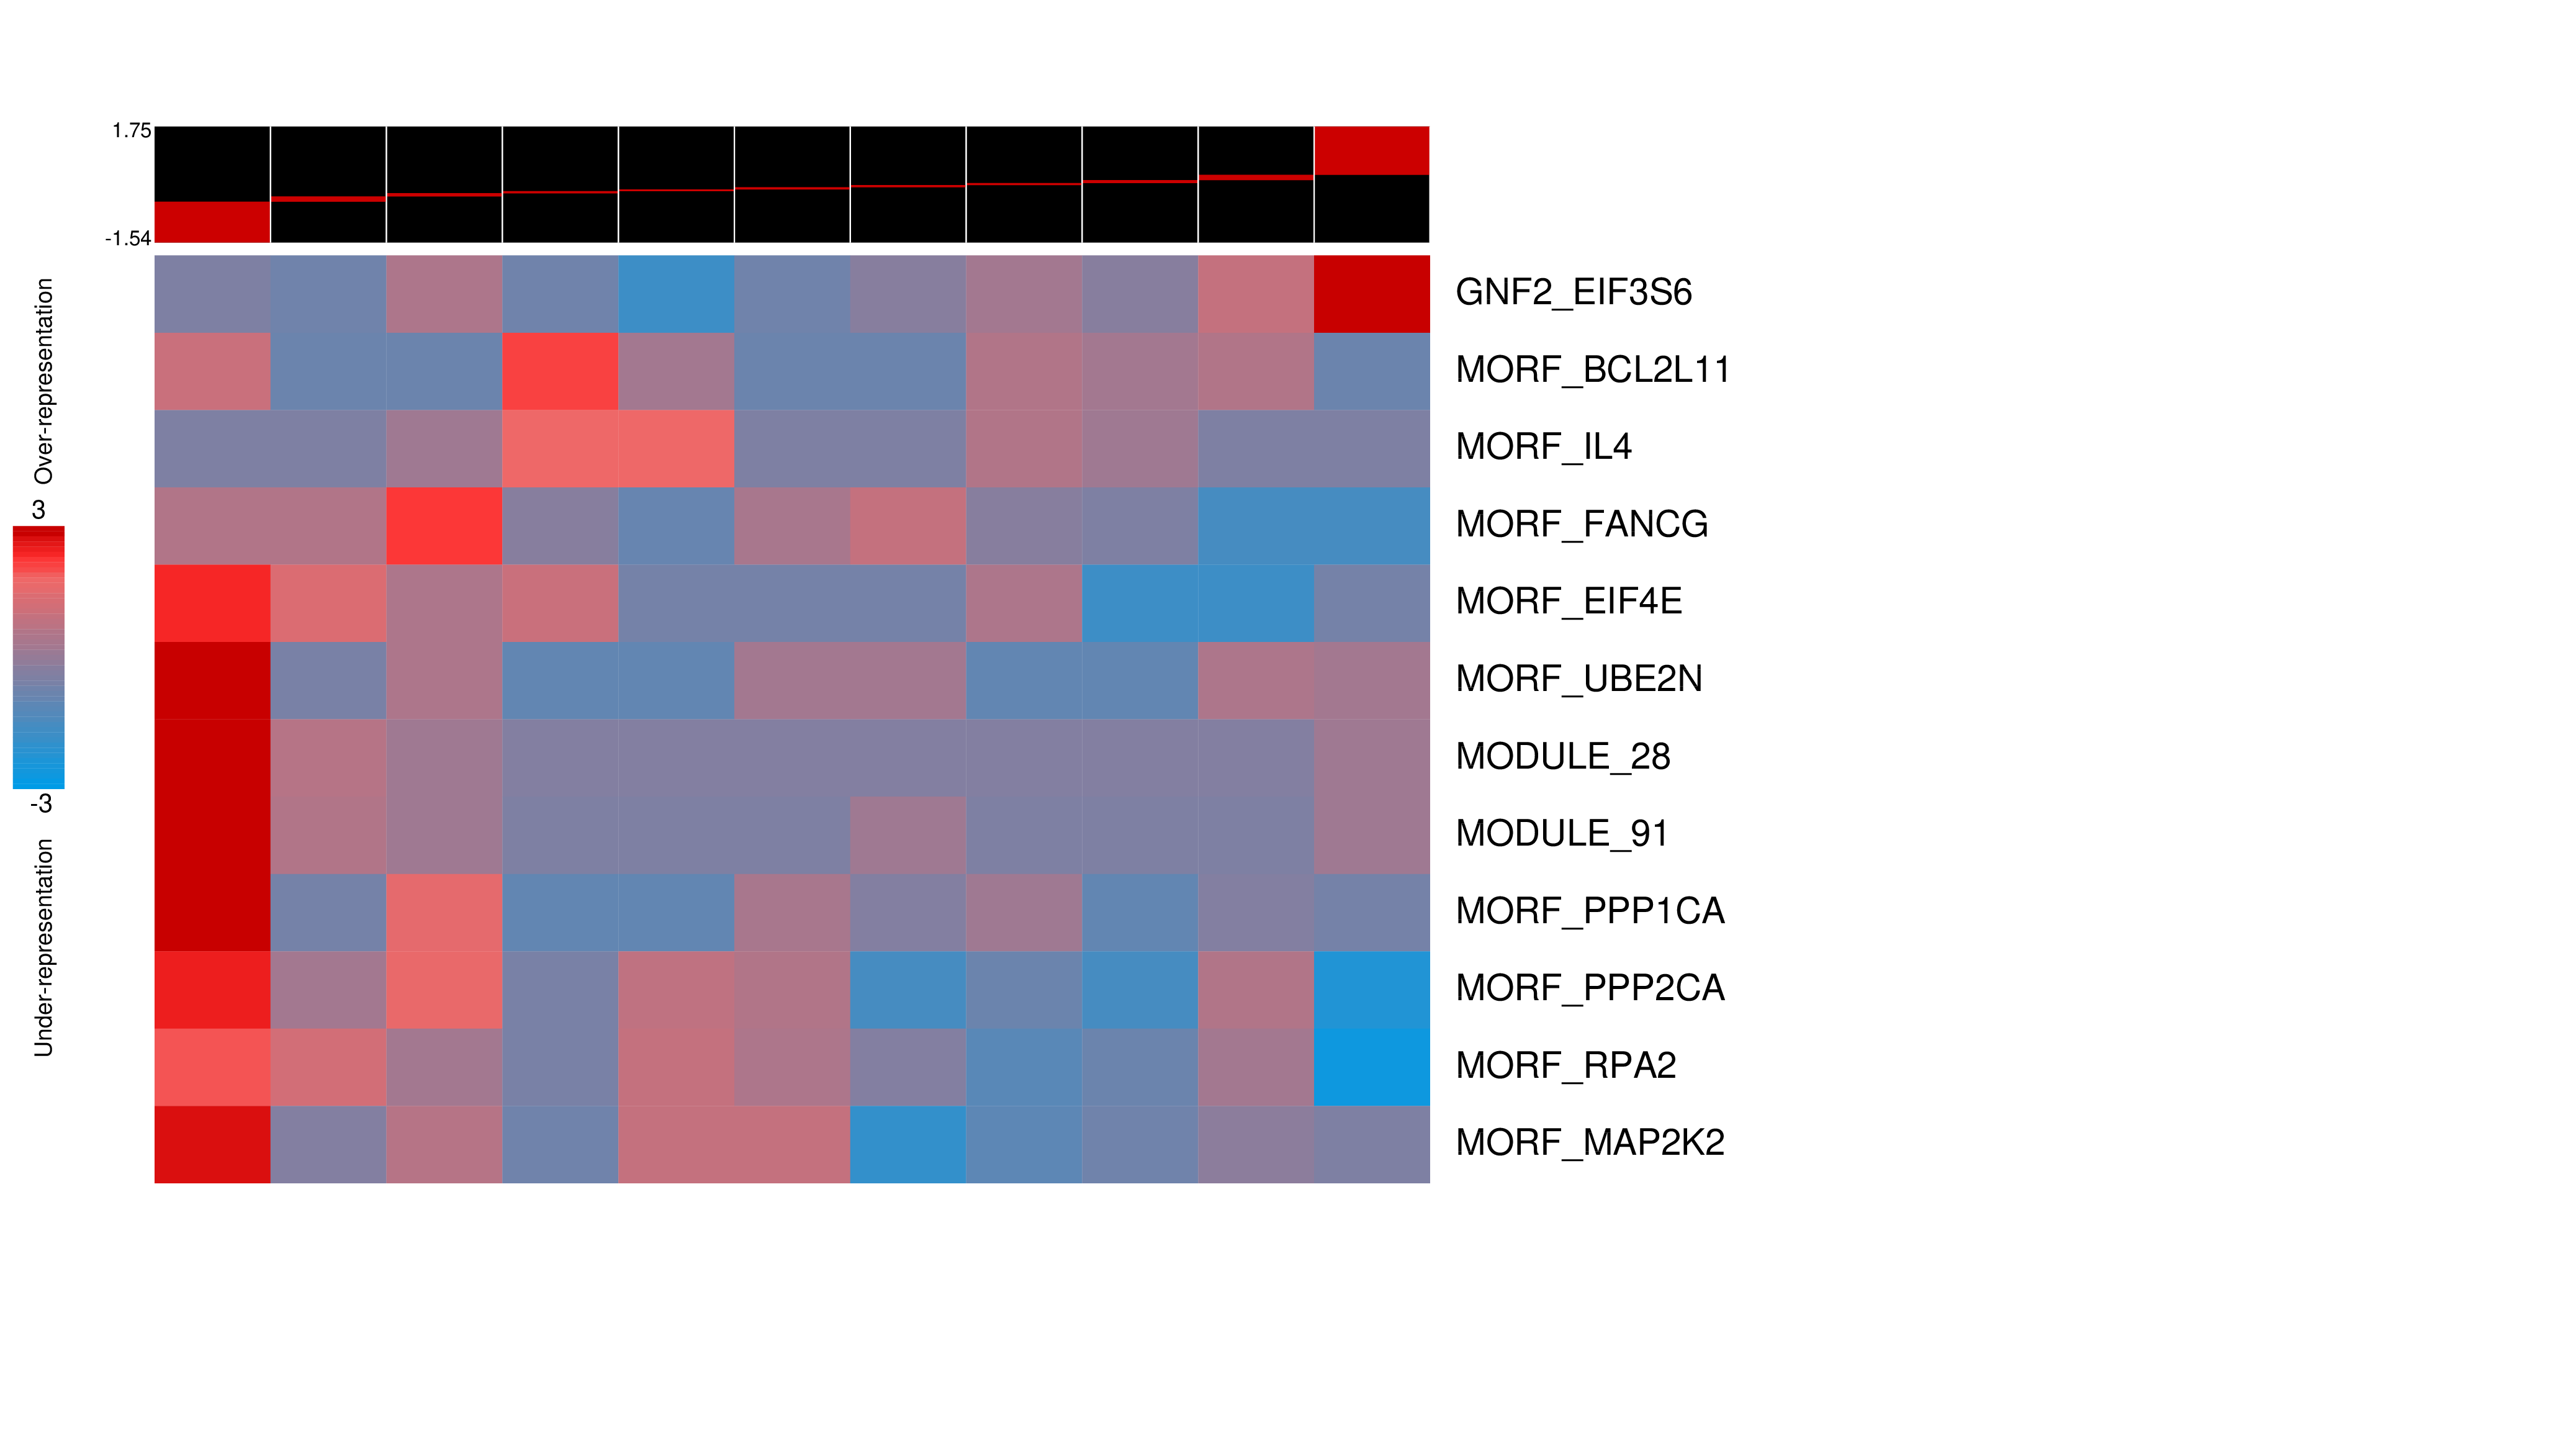 1.75
-1.54
Over-representation
3
-3
Under-representation
GNF2_EIF3S6
MORF_BCL2L11
MORF_IL4
MORF_FANCG
MORF_EIF4E
MORF_UBE2N
MODULE_28
MODULE_91
MORF_PPP1CA
MORF_PPP2CA
MORF_RPA2
MORF_MAP2K2